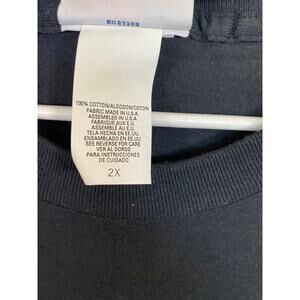 100% COTTON/ALGODON/COTON
FABRIC MADE IN U.S.A.
ASSEMBLED IN U.S.A.
FABRIQUE AUX E.U.
ASSEMBLÉ AU E.U.
TELA HECHA EN EE.UU.
ENSAMBLADO EN EE.UU.
SEE REVERSE FOR CARE
VER AL DORSO
PARA INSTRUCCIONES
DE CUIDADO
2X